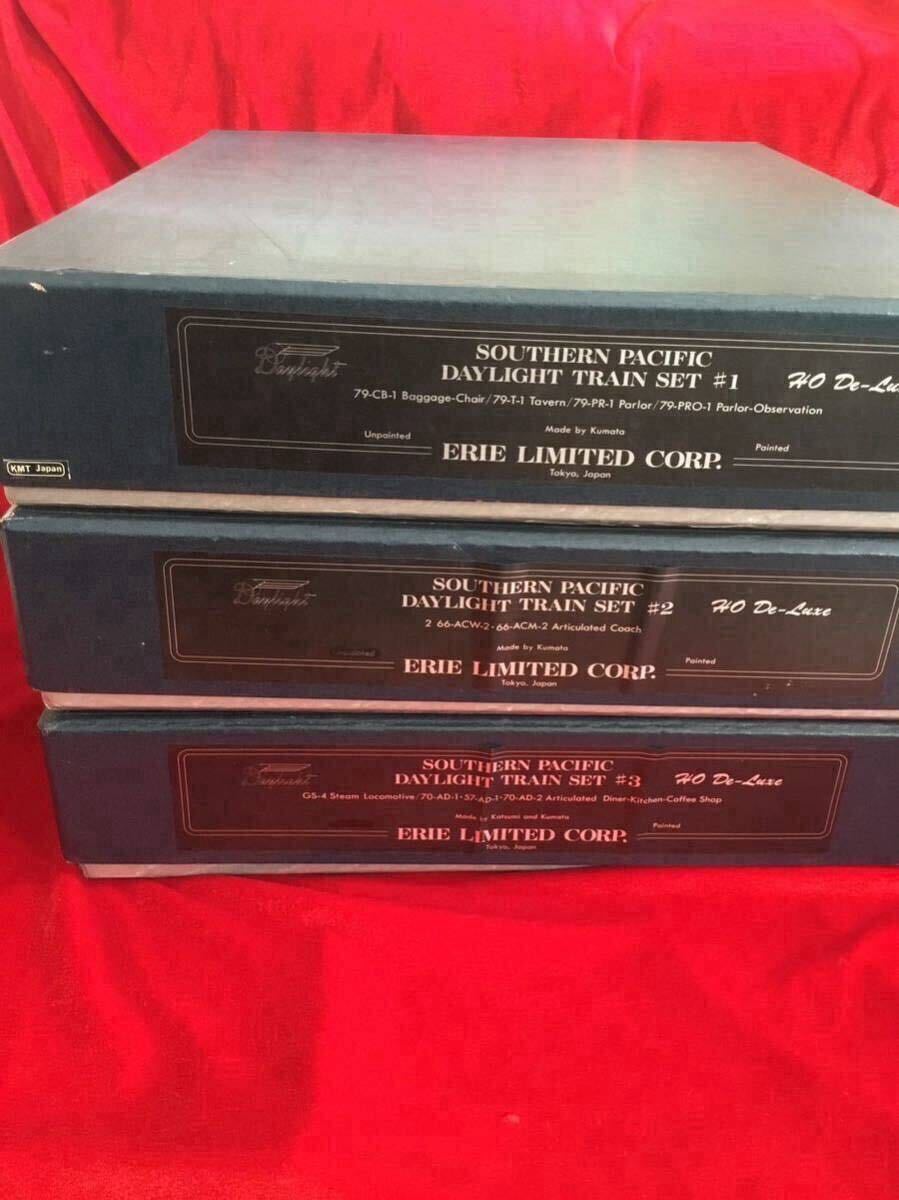 Daylight
SOUTHERN PACIFIC
DAYLIGHT TRAIN SET #1
HO De-Lu
79-CB-1 Baggage-Chair/79-T-1 Tavern/79-PR-1 Parlor/79-PRO-1 Parlor-Observation
Made by Kumata
Unpainted
Painted
ERIE LIMITED CORP.
Tokyo, Japan
KMT Japan
Daylight
SOUTHERN PACIFIC
DAYLIGHT TRAIN SET #2
HO De-Luxe
2 66-ACW-2-66-ACM-2 Articulated Coach
Made by Kumata
Unpainted
Painted
ERIE LIMITED CORP.
Tokyo, Japan
Daylight
SOUTHERN PACIFIC
DAYLIGHT TRAIN SET #3
HO De-Luxe
GS-4 Steam Locomotive/70-AD-1-57-AD-1-70-AD-2 Articulated Diner-Kitchen-Coffee Shop
Made by Katsumi and Kumata
Painted
ERIE LIMITED CORP.
Tokyo, Japan